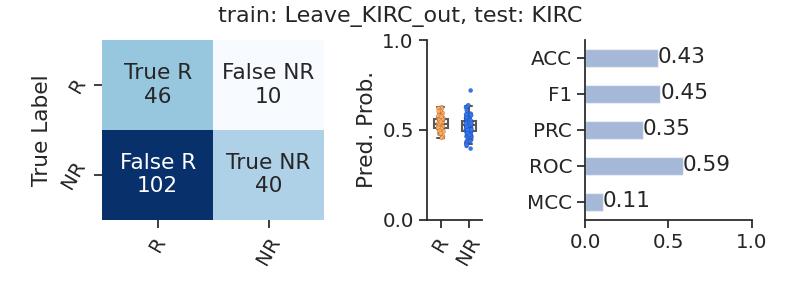 train: Leave_KIRC_out, test: KIRC
True Label
R
NR
True R
46
False NR
10
False R
102
True NR
40
R
NR
Pred. Prob.
1.0
0.5
0.0
R
NR
ACC
0.43
F1
0.45
PRC
0.35
ROC
0.59
MCC
0.11
0.0
0.5
1.0